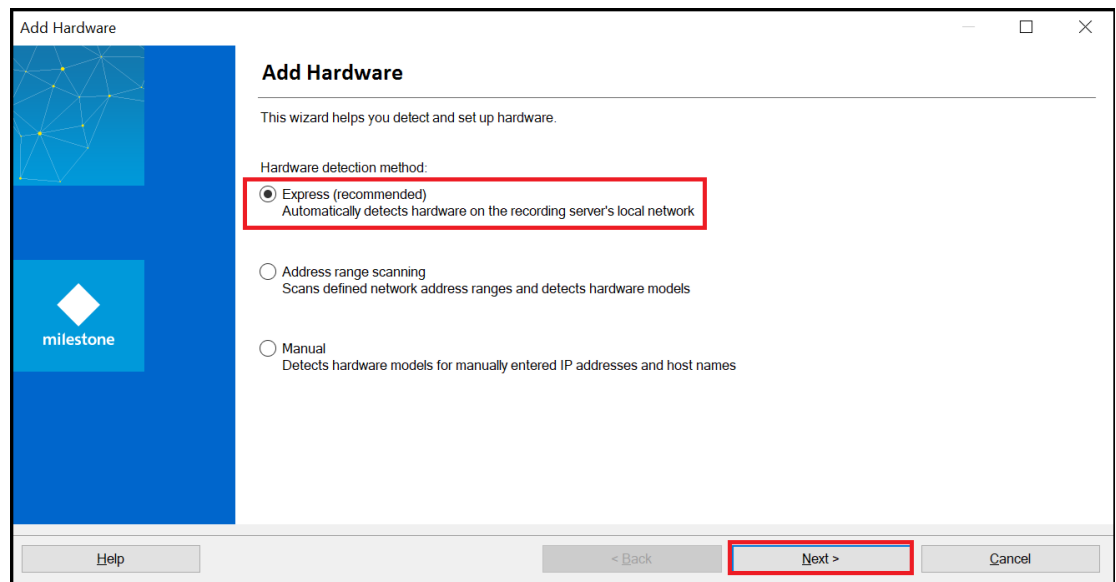 Add Hardware
Add Hardware
This wizard helps you detect and set up hardware.
Hardware detection method:
Express (recommended)
Automatically detects hardware on the recording server's local network
Address range scanning
Scans defined network address ranges and detects hardware models
milestone
Manual
Detects hardware models for manually entered IP addresses and host names
Help
< Back
Next >
Cancel